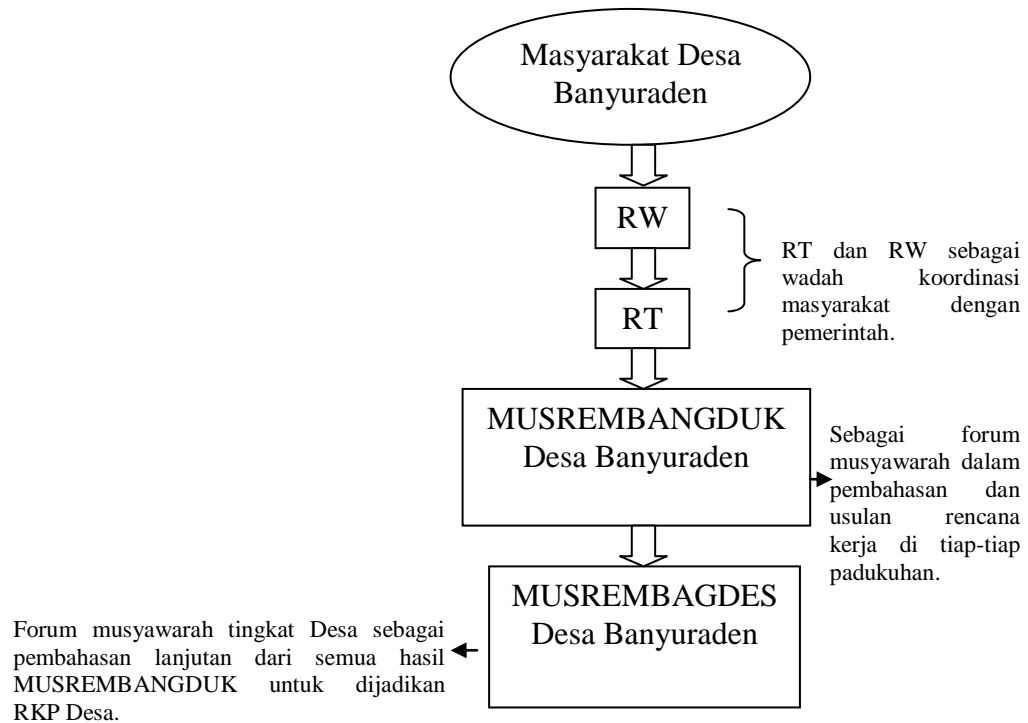 Masyarakat Desa
Banyuraden
RW
RT
RT dan RW sebagai
wadah koordinasi
masyarakat dengan
pemerintah.
MUSREMBANGDUK
Desa Banyuraden
Sebagai forum
musyawarah dalam
pembahasan dan
usulan rencana
kerja di tiap-tiap
padukuhan.
MUSREMBAGDES
Desa Banyuraden
Forum musyawarah tingkat Desa sebagai
pembahasan lanjutan dari semua hasil
MUSREMBANGDUK untuk dijadikan
RKP Desa.